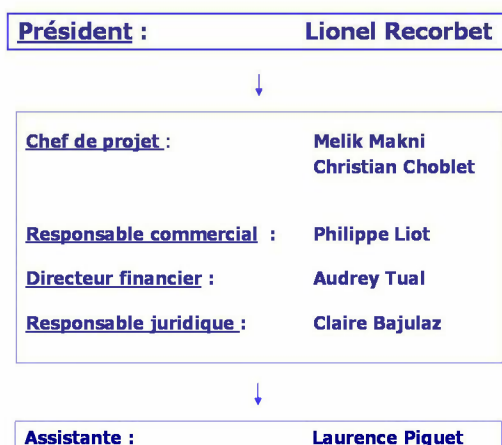 Président : Lionel Recorbet
Chef de projet : Melik Makni
Christian Choblet
Responsable commercial : Philippe Liot
Directeur financier : Audrey Tual
Responsable juridique : Claire Bajulaz
Assistante : Laurence Piquet